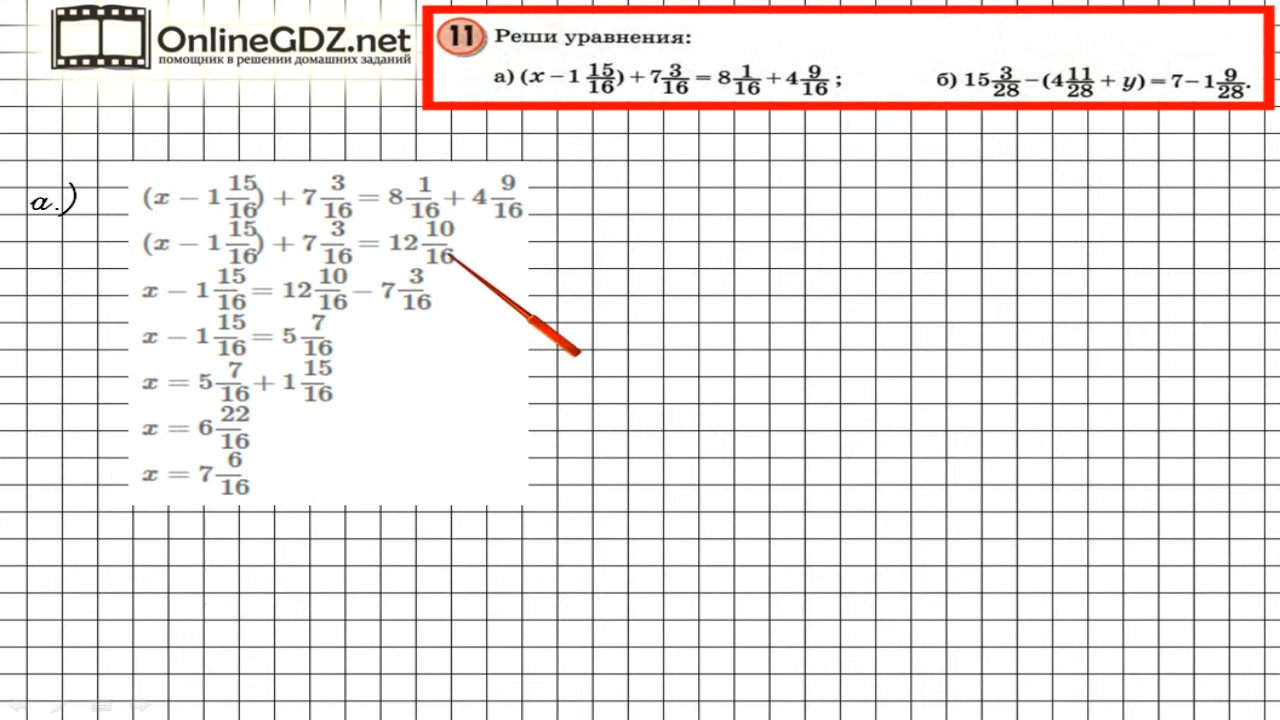 OnlineGDZ.net
помощник в решении домашних заданий
11 Реши уравнения:
а) (x − 1 15/16) + 7 3/16 = 8 1/16 + 4 9/16 ; б) 15 3/28 − (4 11/28 + y) = 7 − 1 9/28.
а.)
(x − 1 15/16) + 7 3/16 = 8 1/16 + 4 9/16
(x − 1 15/16) + 7 3/16 = 12 10/16
x − 1 15/16 = 12 10/16 − 7 3/16
x − 1 15/16 = 5 7/16
x = 5 7/16 + 1 15/16
x = 6 22/16
x = 7 6/16